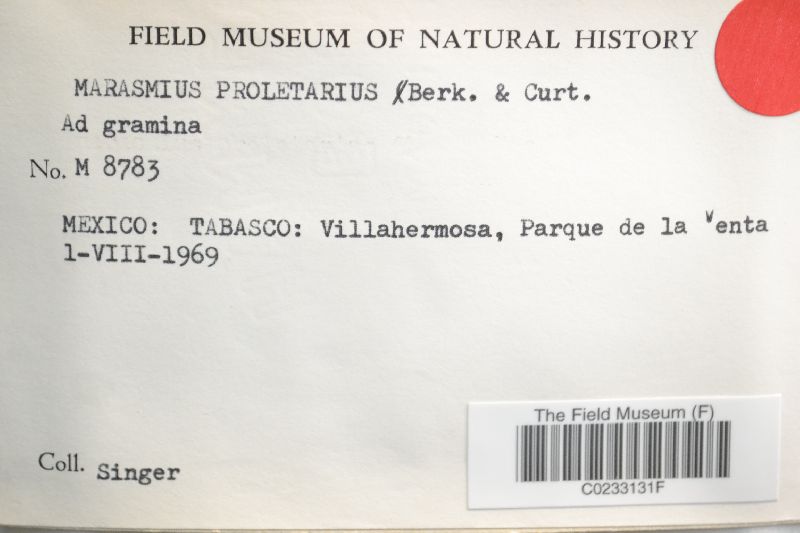 FIELD MUSEUM OF NATURAL HISTORY
MARASMIUS PROLETARIUS Berk. & Curt.
Ad gramina
No. M 8783
MEXICO: TABASCO: Villahermosa, Parque de la Venta
1-VIII-1969
Coll. Singer
The Field Museum (F)
C0233131F